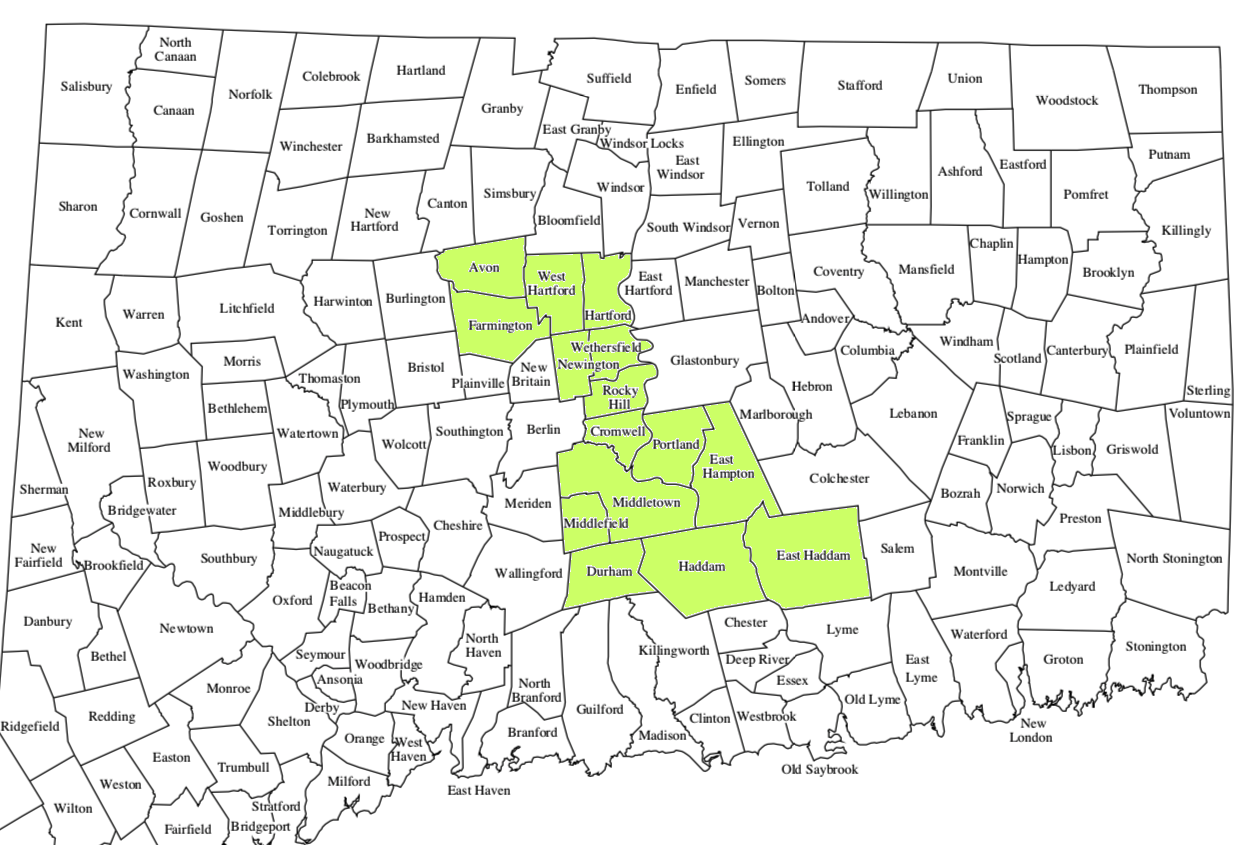 North
Canaan
Salisbury
Canaan
Norfolk
Colebrook
Hartland
Granby
Suffield
Enfield
Somers
Stafford
Union
Woodstock
Thompson
Winchester
Barkhamsted
East Granby
Windsor Locks
East
Windsor
Ellington
Tolland
Willington
Ashford
Eastford
Pomfret
Putnam
Sharon
Cornwall
Goshen
Torrington
New
Hartford
Canton
Simsbury
Bloomfield
Windsor
South Windsor
Vernon
Coventry
Mansfield
Chaplin
Hampton
Brooklyn
Killingly
Avon
West
Hartford
Hartford
East
Hartford
Manchester
Bolton
Andover
Kent
Warren
Litchfield
Harwinton
Burlington
Farmington
Wethersfield
Newington
Glastonbury
Columbia
Windham
Scotland
Canterbury
Plainfield
Sterling
Washington
Morris
Thomaston
Plymouth
Bristol
Plainville
New
Britain
Rocky
Hill
Marlborough
Hebron
Lebanon
Franklin
Sprague
Lisbon
Griswold
Voluntown
New
Milford
Bethlehem
Watertown
Wolcott
Southington
Berlin
Cromwell
Portland
East
Hampton
Colchester
Bozrah
Norwich
Preston
Sherman
Bridgewater
Roxbury
Woodbury
Waterbury
Middlebury
Cheshire
Meriden
Middletown
Middlefield
New
Fairfield
Brookfield
Southbury
Naugatuck
Prospect
Wallingford
Durham
Haddam
East Haddam
Salem
Montville
Ledyard
North Stonington
Danbury
Bethel
Newtown
Oxford
Beacon
Falls
Bethany
Hamden
North
Haven
Killingworth
Chester
Lyme
Deep River
Essex
East
Lyme
Waterford
Groton
Stonington
Seymour
Woodbridge
Ansonia
Derby
New Haven
North
Branford
Guilford
Madison
Clinton
Westbrook
Old Lyme
New
London
Ridgefield
Redding
Monroe
Shelton
Orange
West
Haven
Branford
East Haven
Old Saybrook
Easton
Weston
Wilton
Trumbull
Milford
Stratford
Bridgeport
Fairfield